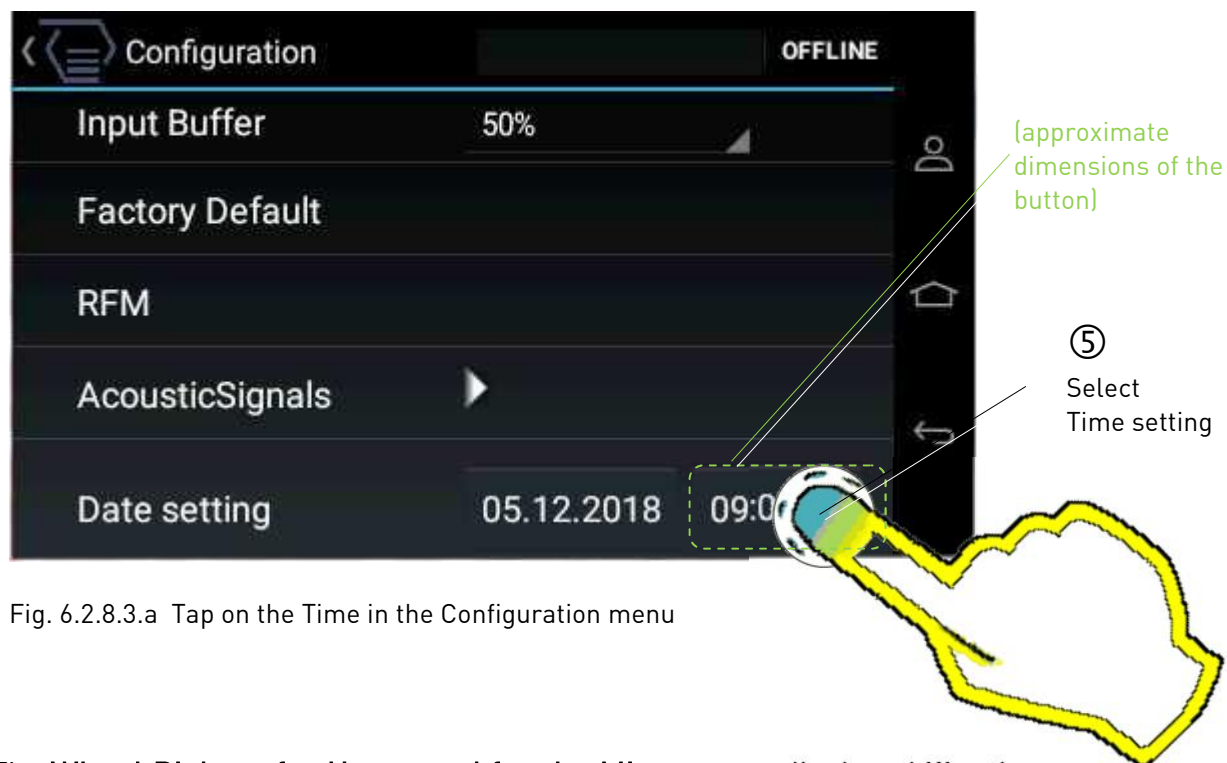 Configuration OFFLINE
Input Buffer 50%
(approximate
dimensions of the
button)
Factory Default
RFM
⑤
Select
Time setting
AcousticSignals
Date setting 05.12.2018 09:0
Fig. 6.2.8.3.a Tap on the Time in the Configuration menu